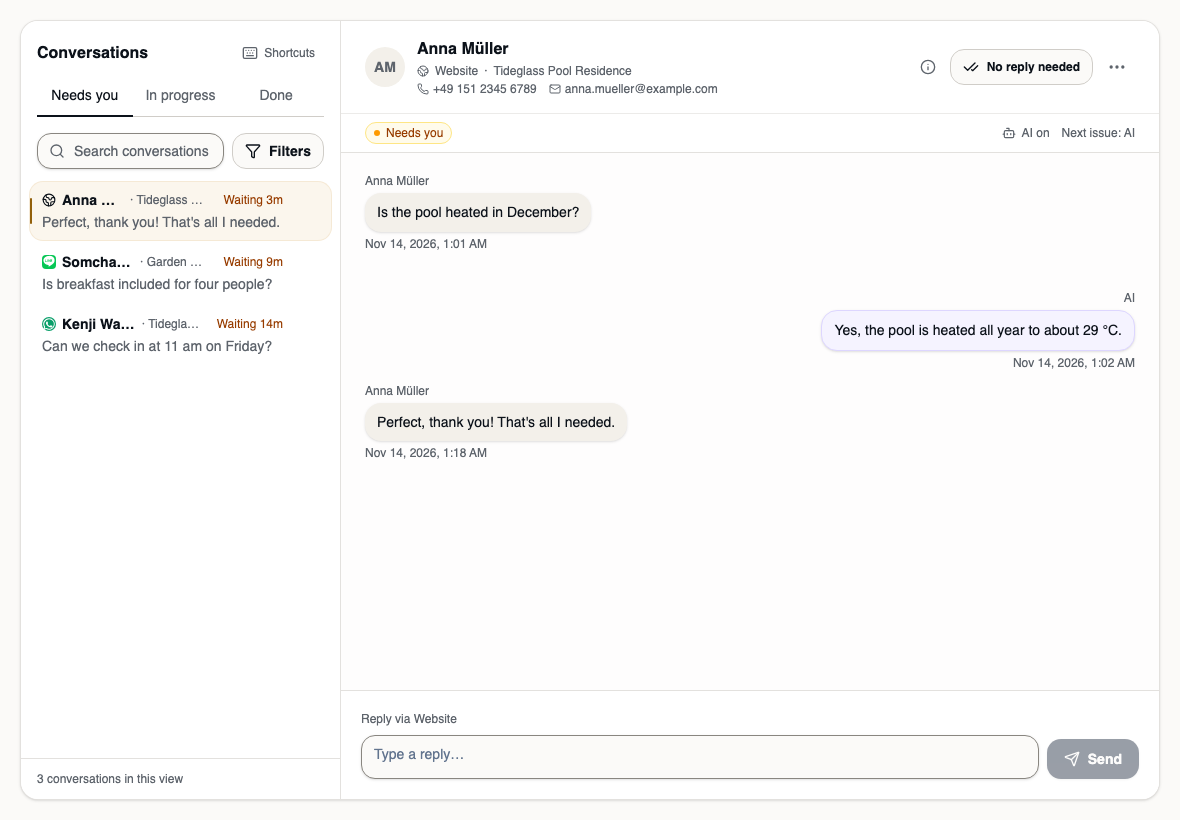 Conversations
Shortcuts
Needs you
In progress
Done
Search conversations
Filters
Anna ... · Tideglass ... Waiting 3m
Perfect, thank you! That's all I needed.
Somcha... · Garden ... Waiting 9m
Is breakfast included for four people?
Kenji Wa... · Tidegla... Waiting 14m
Can we check in at 11 am on Friday?
3 conversations in this view
AM
Anna Müller
Website · Tideglass Pool Residence
+49 151 2345 6789 anna.mueller@example.com
No reply needed
Needs you
AI on Next issue: AI
Anna Müller
Is the pool heated in December?
Nov 14, 2026, 1:01 AM
AI
Yes, the pool is heated all year to about 29 °C.
Nov 14, 2026, 1:02 AM
Anna Müller
Perfect, thank you! That's all I needed.
Nov 14, 2026, 1:18 AM
Reply via Website
Type a reply…
Send